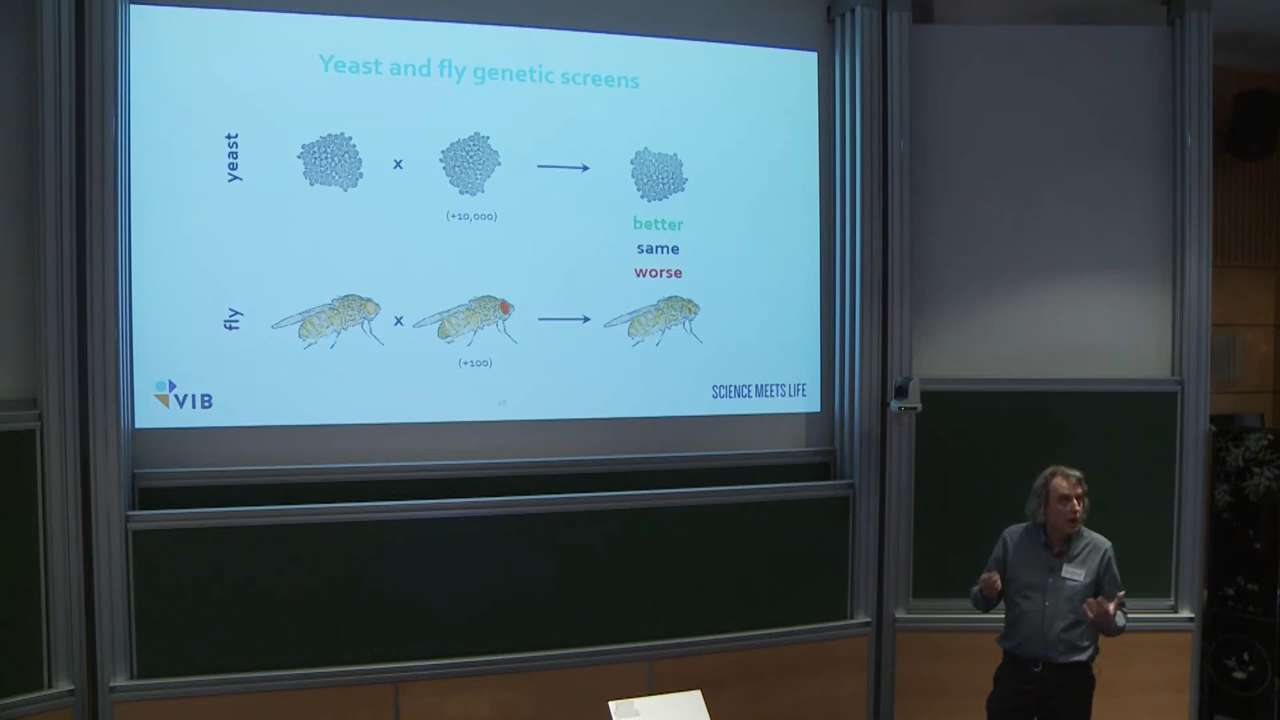 Yeast and fly genetic screens
yeast
x
(+10,000)
better
same
worse
fly
x
(+100)
VIB
SCIENCE MEETS LIFE